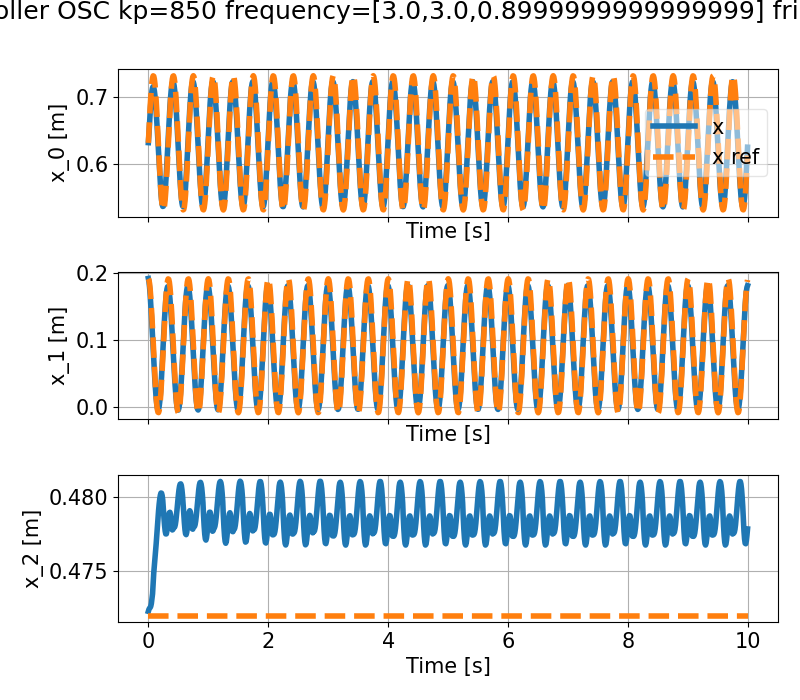 oller OSC kp=850 frequency=[3.0,3.0,0.8999999999999999] fri
0.7
0.6
x_0 [m]
x
x ref
Time [s]
0.2
0.1
0.0
x_1 [m]
Time [s]
0.480
0.475
x_2 [m]
0 2 4 6 8 10
Time [s]